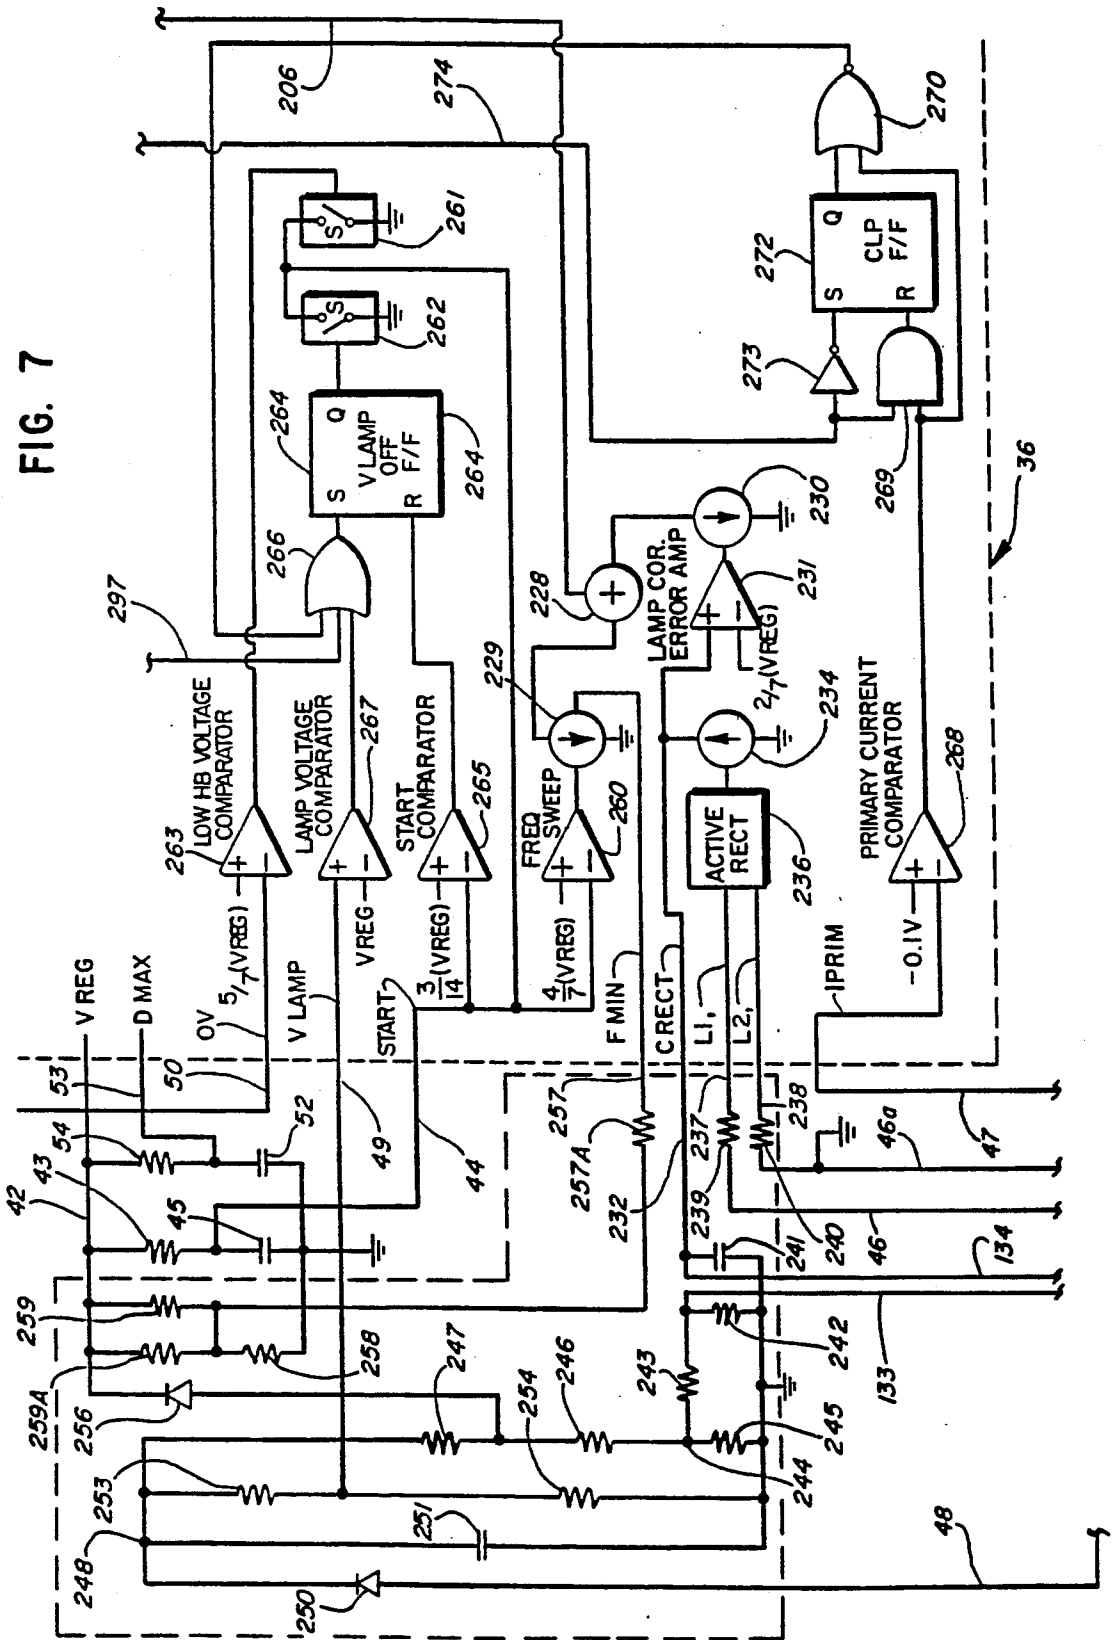 FIG. 7
206
274
270
261
262
272
S
S
Q
CLP
F/F
S
R
273
269
264
V LAMP
OFF
F/F
S
Q
R
264
266
297
36
230
228
+
LAMP COR.
ERROR AMP
+
-
231
2/7(VREG)
229
FREQ
SWEEP
260
4/7(VREG)
+
-
LOW HB VOLTAGE
COMPARATOR
263
+
-
5/7(VREG)
LAMP VOLTAGE
COMPARATOR
267
+
-
VREG
START
COMPARATOR
265
+
-
3/14(VREG)
234
ACTIVE
RECT
236
PRIMARY CURRENT
COMPARATOR
268
+
-
-0.1V
V REG
D MAX
OV
V LAMP
START
F MIN
CRECT
L1,
L2,
IPRIM
53
50
52
54
43
42
45
49
44
257
257A
232
237
238
239
240
241
46a
47
46
134
133
259
259A
256
258
247
246
254
253
243
242
245
244
251
248
250
48